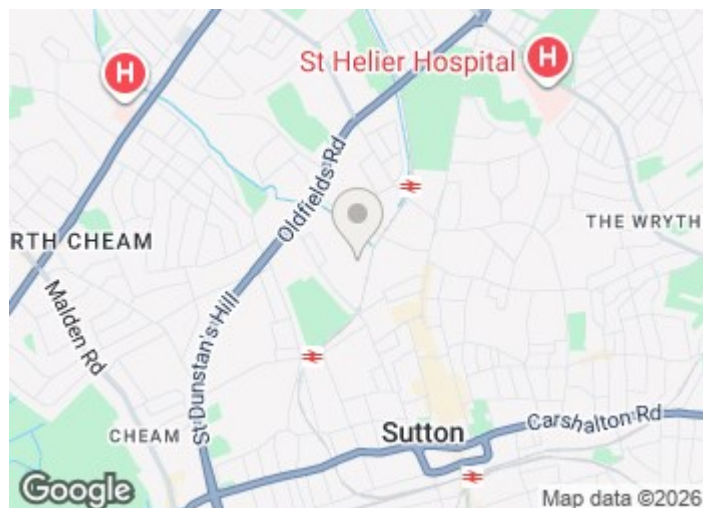 H
H
St Helier Hospital
Oldfields Rd
THE WRYTH
RTH CHEAM
Malden Rd
St Dunstan's Hill
CHEAM
Sutton
Carshalton Rd
Google
Map data ©2026